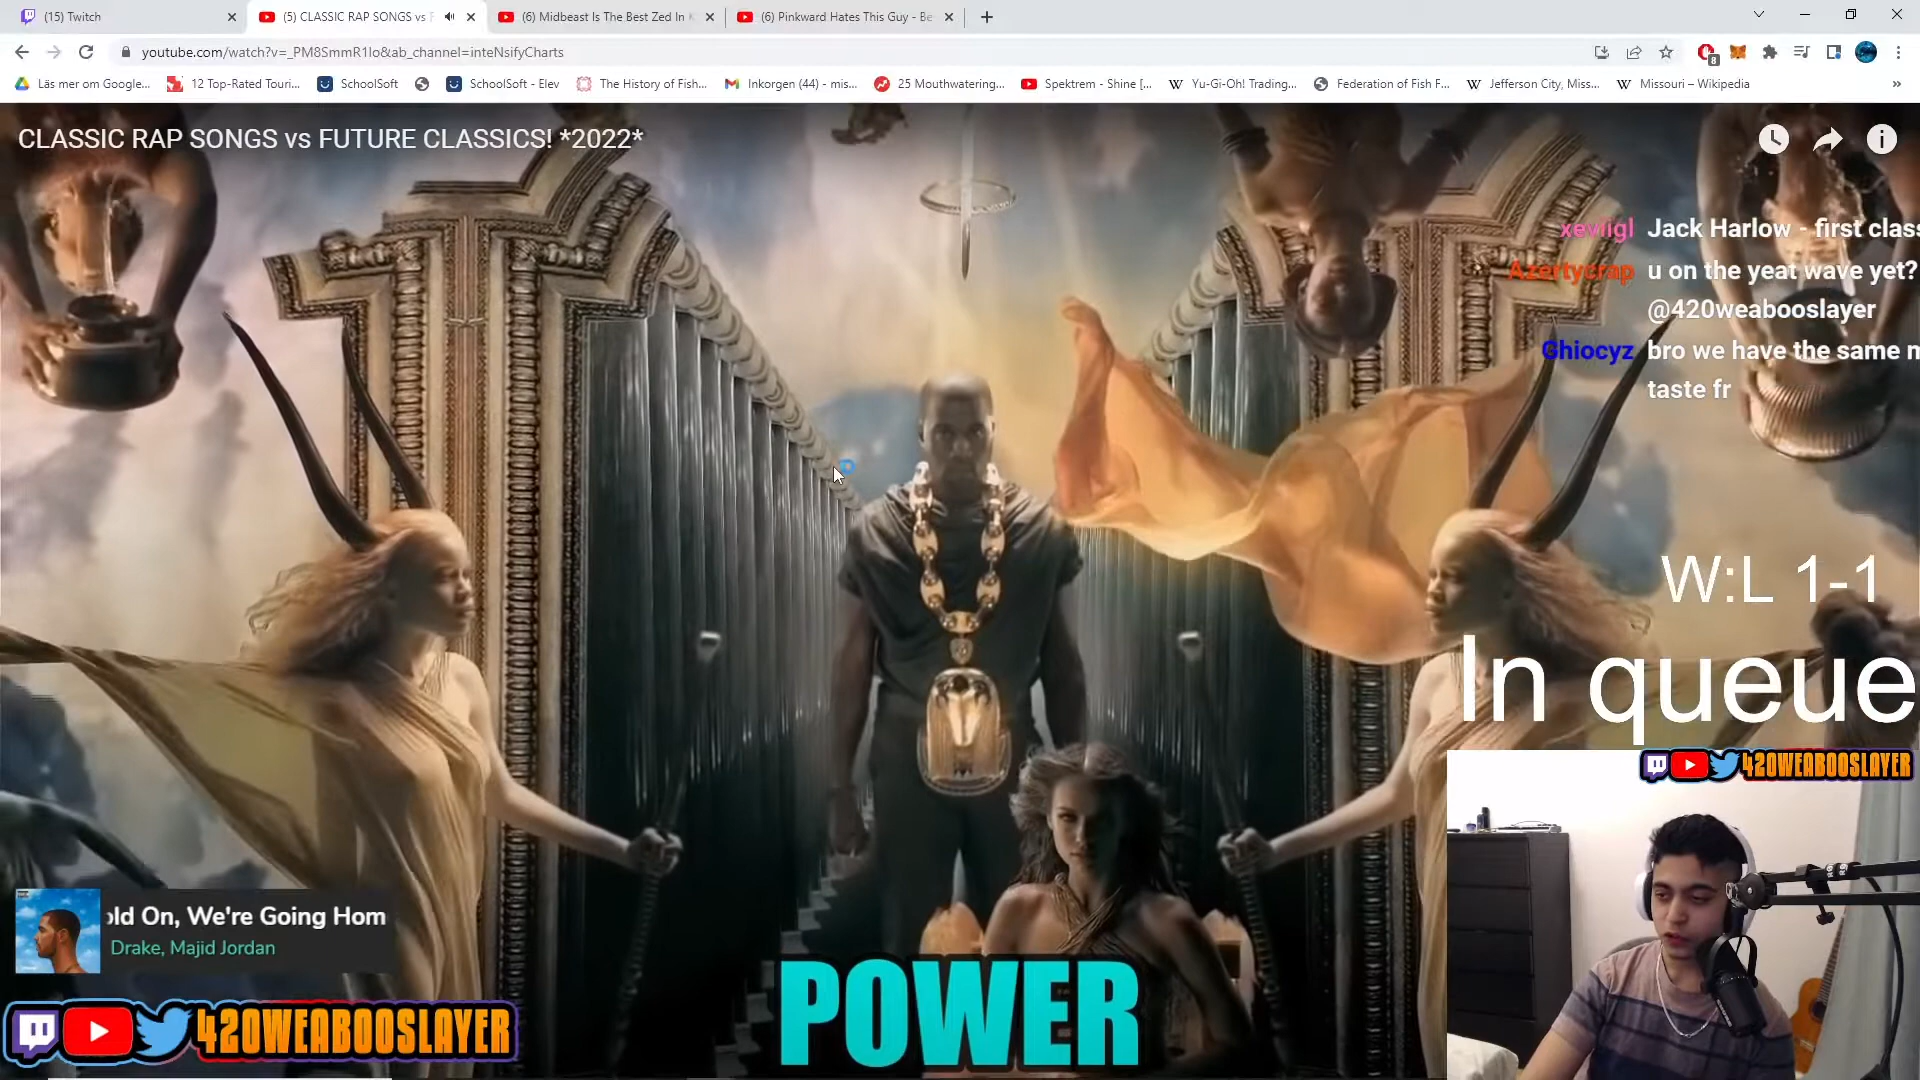 (15) Twitch
(5) CLASSIC RAP SONGS vs F
(6) Midbeast Is The Best Zed In K
(6) Pinkward Hates This Guy - Be
youtube.com/watch?v=_PM8SmmR1Io&ab_channel=inteNsifyCharts
8
Läs mer om Google...
12 Top-Rated Touri...
SchoolSoft
SchoolSoft - Elev
The History of Fish...
Inkorgen (44) - mis...
25 Mouthwatering...
Spektrem - Shine [...
Yu-Gi-Oh! Trading...
Federation of Fish F...
Jefferson City, Miss...
Missouri – Wikipedia
»
CLASSIC RAP SONGS vs FUTURE CLASSICS! *2022*
Jack Harlow - first class
Azertycrap u on the yeat wave yet?
@420weabooslayer
Ghiocyz bro we have the same m
taste fr
W:L 1-1
In queue
420WEABOOSLAYER
old On, We're Going Hom
Drake, Majid Jordan
420WEABOOSLAYER
POWER